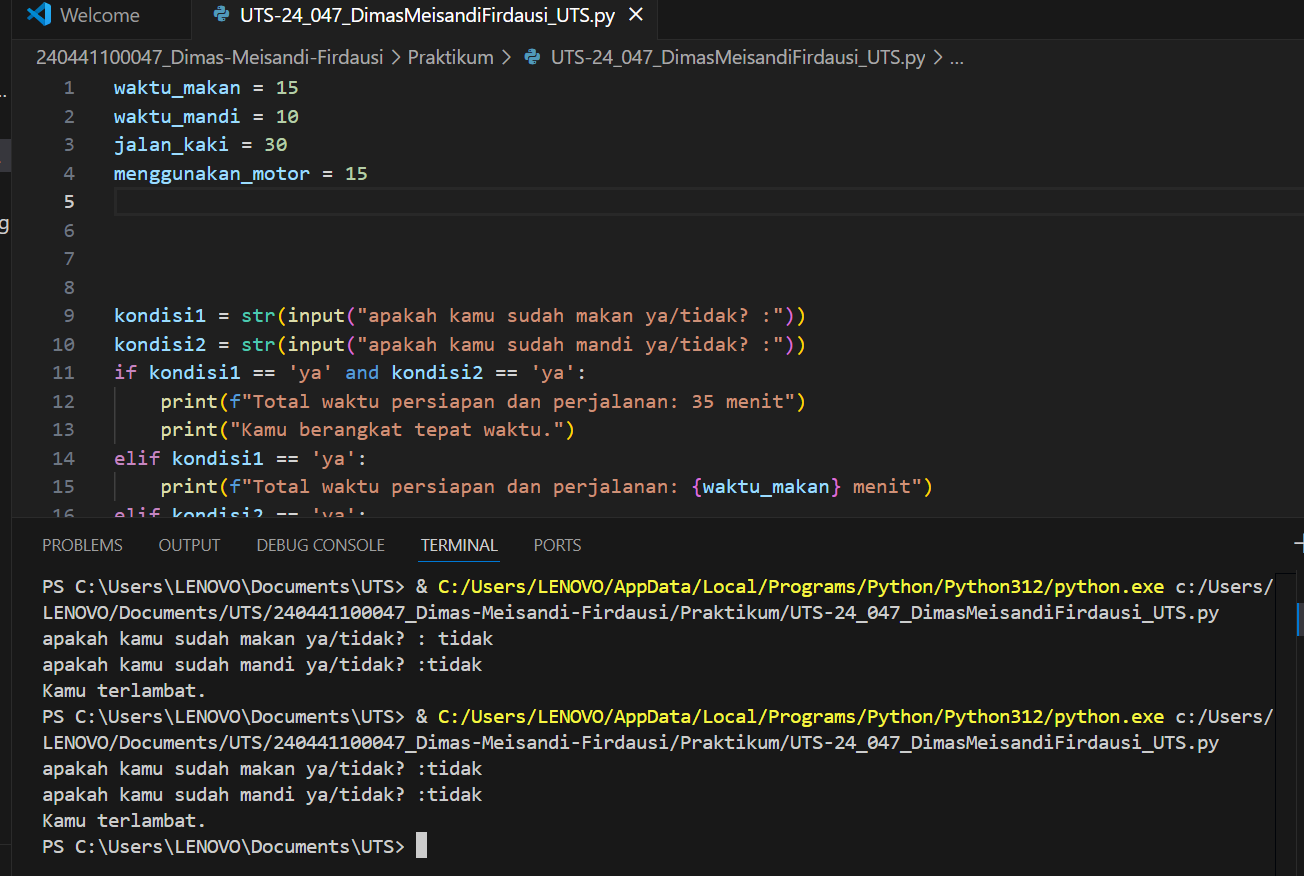 Welcome
UTS-24_047_DimasMeisandiFirdausi_UTS.py
240441100047_Dimas-Meisandi-Firdausi > Praktikum > UTS-24_047_DimasMeisandiFirdausi_UTS.py > ...
1 waktu_makan = 15
2 waktu_mandi = 10
3 jalan_kaki = 30
4 menggunakan_motor = 15
5
6
7
8
9 kondisi1 = str(input("apakah kamu sudah makan ya/tidak? :"))
10 kondisi2 = str(input("apakah kamu sudah mandi ya/tidak? :"))
11 if kondisi1 == 'ya' and kondisi2 == 'ya':
12     print(f"Total waktu persiapan dan perjalanan: 35 menit")
13     print("Kamu berangkat tepat waktu.")
14 elif kondisi1 == 'ya':
15     print(f"Total waktu persiapan dan perjalanan: {waktu_makan} menit")
16 elif kondisi2 == 'ya':
PROBLEMS OUTPUT DEBUG CONSOLE TERMINAL PORTS
PS C:\Users\LENOVO\Documents\UTS> & C:/Users/LENOVO/AppData/Local/Programs/Python/Python312/python.exe c:/Users/
LENOVO/Documents/UTS/240441100047_Dimas-Meisandi-Firdausi/Praktikum/UTS-24_047_DimasMeisandiFirdausi_UTS.py
apakah kamu sudah makan ya/tidak? : tidak
apakah kamu sudah mandi ya/tidak? :tidak
Kamu terlambat.
PS C:\Users\LENOVO\Documents\UTS> & C:/Users/LENOVO/AppData/Local/Programs/Python/Python312/python.exe c:/Users/
LENOVO/Documents/UTS/240441100047_Dimas-Meisandi-Firdausi/Praktikum/UTS-24_047_DimasMeisandiFirdausi_UTS.py
apakah kamu sudah makan ya/tidak? :tidak
apakah kamu sudah mandi ya/tidak? :tidak
Kamu terlambat.
PS C:\Users\LENOVO\Documents\UTS>